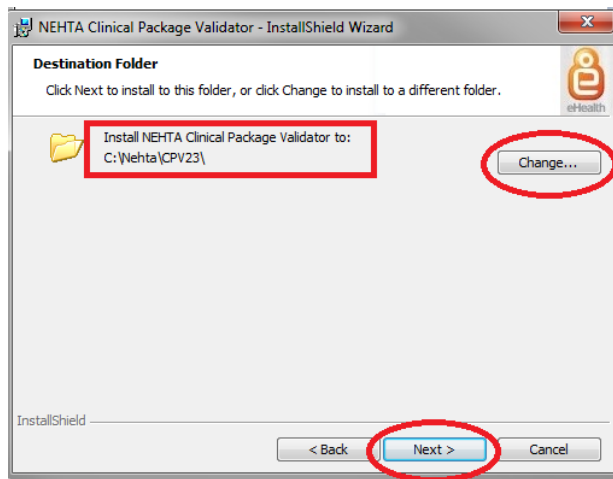 NEHTA Clinical Package Validator - InstallShield Wizard
Destination Folder
Click Next to install to this folder, or click Change to install to a different folder.
eHealth
Install NEHTA Clinical Package Validator to:
C:\Nehta\CPV23\
Change...
InstallShield
< Back Next > Cancel